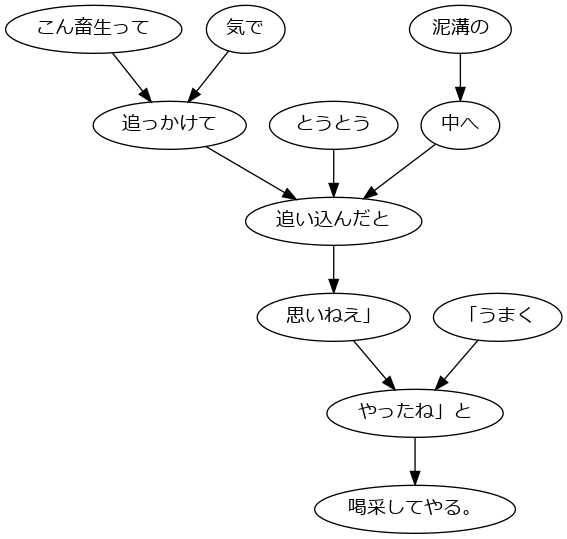 こん畜生って
気で
泥溝の
追っかけて
とうとう
中へ
追い込んだと
思いねえ」
「うまく
やったね」と
喝采してやる。